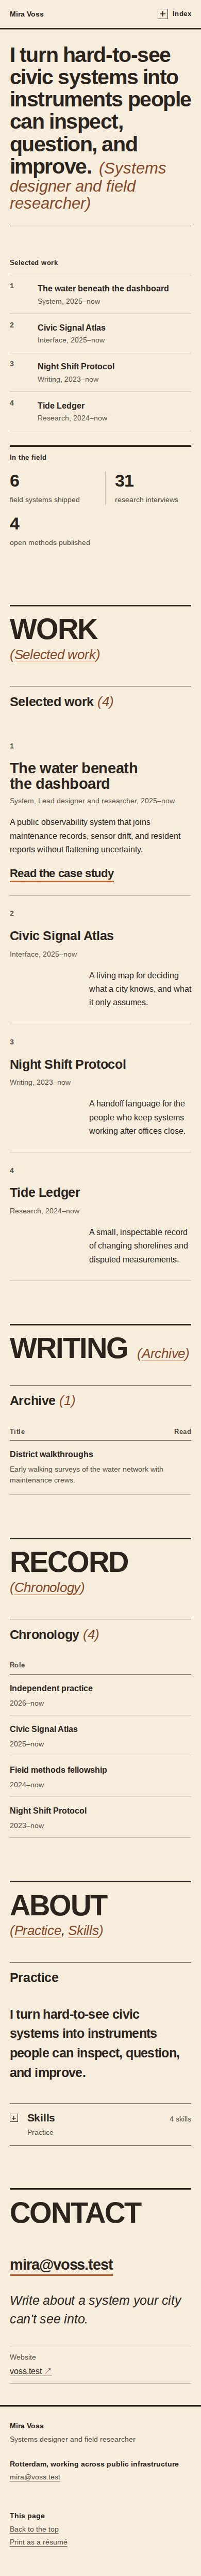 Mira Voss
Index
I turn hard-to-see
civic systems into
instruments people
can inspect,
question, and
improve. (Systems
designer and field
researcher)
Selected work
1
The water beneath the dashboard
System, 2025–now
2
Civic Signal Atlas
Interface, 2025–now
3
Night Shift Protocol
Writing, 2023–now
4
Tide Ledger
Research, 2024–now
In the field
6
field systems shipped
31
research interviews
4
open methods published
WORK
(Selected work)
Selected work (4)
1
The water beneath
the dashboard
System, Lead designer and researcher, 2025–now
A public observability system that joins
maintenance records, sensor drift, and resident
reports without flattening uncertainty.
Read the case study
2
Civic Signal Atlas
Interface, 2025–now
A living map for deciding
what a city knows, and what
it only assumes.
3
Night Shift Protocol
Writing, 2023–now
A handoff language for the
people who keep systems
working after offices close.
4
Tide Ledger
Research, 2024–now
A small, inspectable record
of changing shorelines and
disputed measurements.
WRITING (Archive)
Archive (1)
Title Read
District walkthroughs
Early walking surveys of the water network with
maintenance crews.
RECORD
(Chronology)
Chronology (4)
Role
Independent practice
2026–now
Civic Signal Atlas
2025–now
Field methods fellowship
2024–now
Night Shift Protocol
2023–now
ABOUT
(Practice, Skills)
Practice
I turn hard-to-see civic
systems into instruments
people can inspect, question,
and improve.
Skills 4 skills
Practice
CONTACT
mira@voss.test
Write about a system your city
can't see into.
Website
voss.test ↗
Mira Voss
Systems designer and field researcher
Rotterdam, working across public infrastructure
mira@voss.test
This page
Back to the top
Print as a résumé